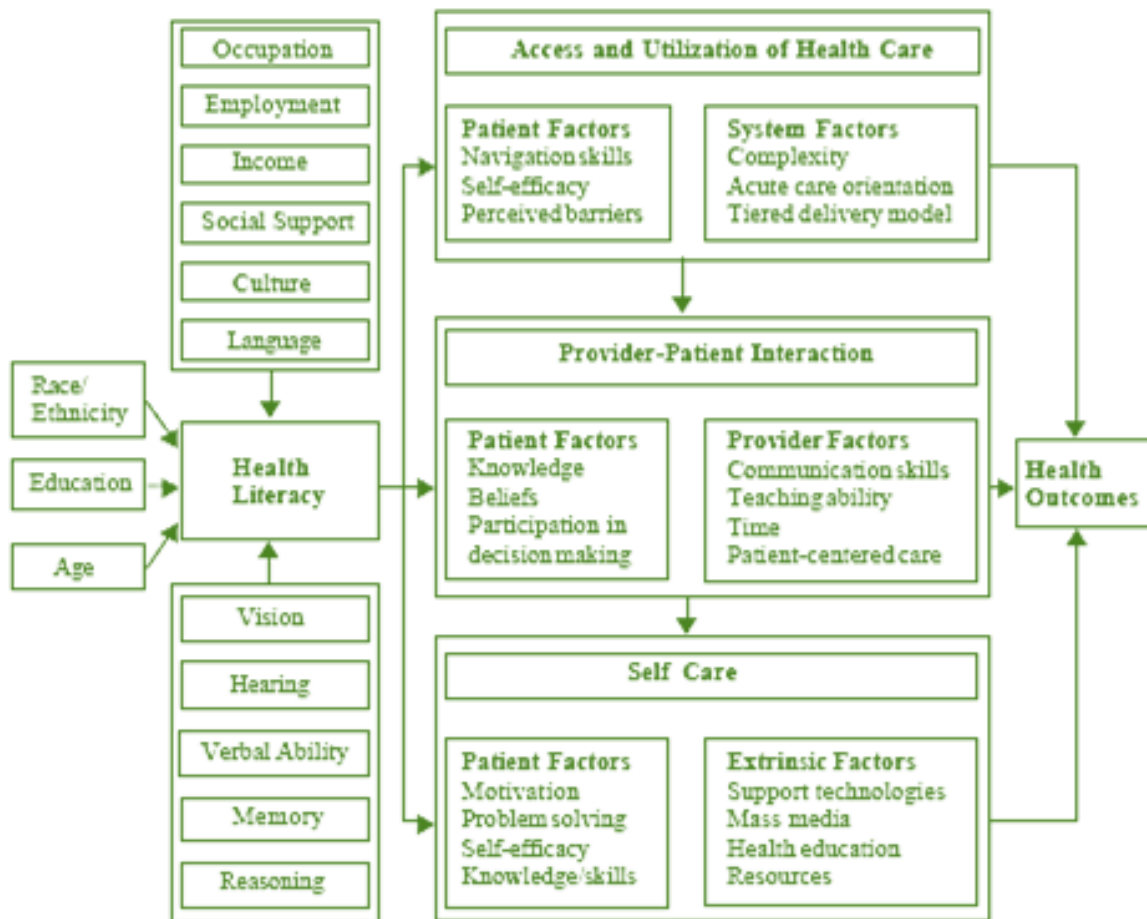 Occupation
Employment
Income
Social Support
Culture
Language
Race/
Ethnicity
Education
Age
Health
Literacy
Vision
Hearing
Verbal Ability
Memory
Reasoning
Access and Utilization of Health Care
Patient Factors
Navigation skills
Self-efficacy
Perceived barriers
System Factors
Complexity
Acute care orientation
Tiered delivery model
Provider-Patient Interaction
Patient Factors
Knowledge
Beliefs
Participation in
decision making
Provider Factors
Communication skills
Teaching ability
Time
Patient-centered care
Self Care
Patient Factors
Motivation
Problem solving
Self-efficacy
Knowledge/skills
Extrinsic Factors
Support technologies
Mass media
Health education
Resources
Health
Outcomes